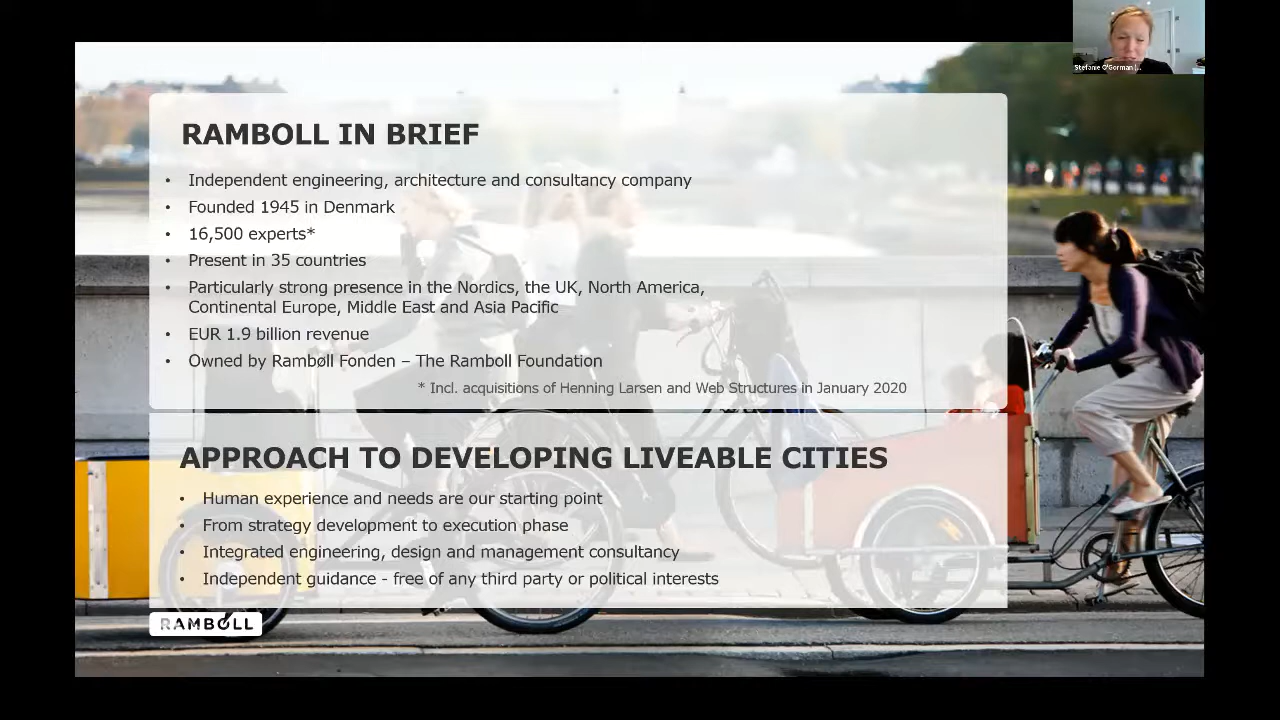 Stefanie O'Gorman (...
RAMBOLL IN BRIEF
• Independent engineering, architecture and consultancy company
• Founded 1945 in Denmark
• 16,500 experts*
• Present in 35 countries
• Particularly strong presence in the Nordics, the UK, North America,
Continental Europe, Middle East and Asia Pacific
• EUR 1.9 billion revenue
• Owned by Rambøll Fonden – The Ramboll Foundation
* Incl. acquisitions of Henning Larsen and Web Structures in January 2020
APPROACH TO DEVELOPING LIVEABLE CITIES
• Human experience and needs are our starting point
• From strategy development to execution phase
• Integrated engineering, design and management consultancy
• Independent guidance - free of any third party or political interests
RAMBOLL